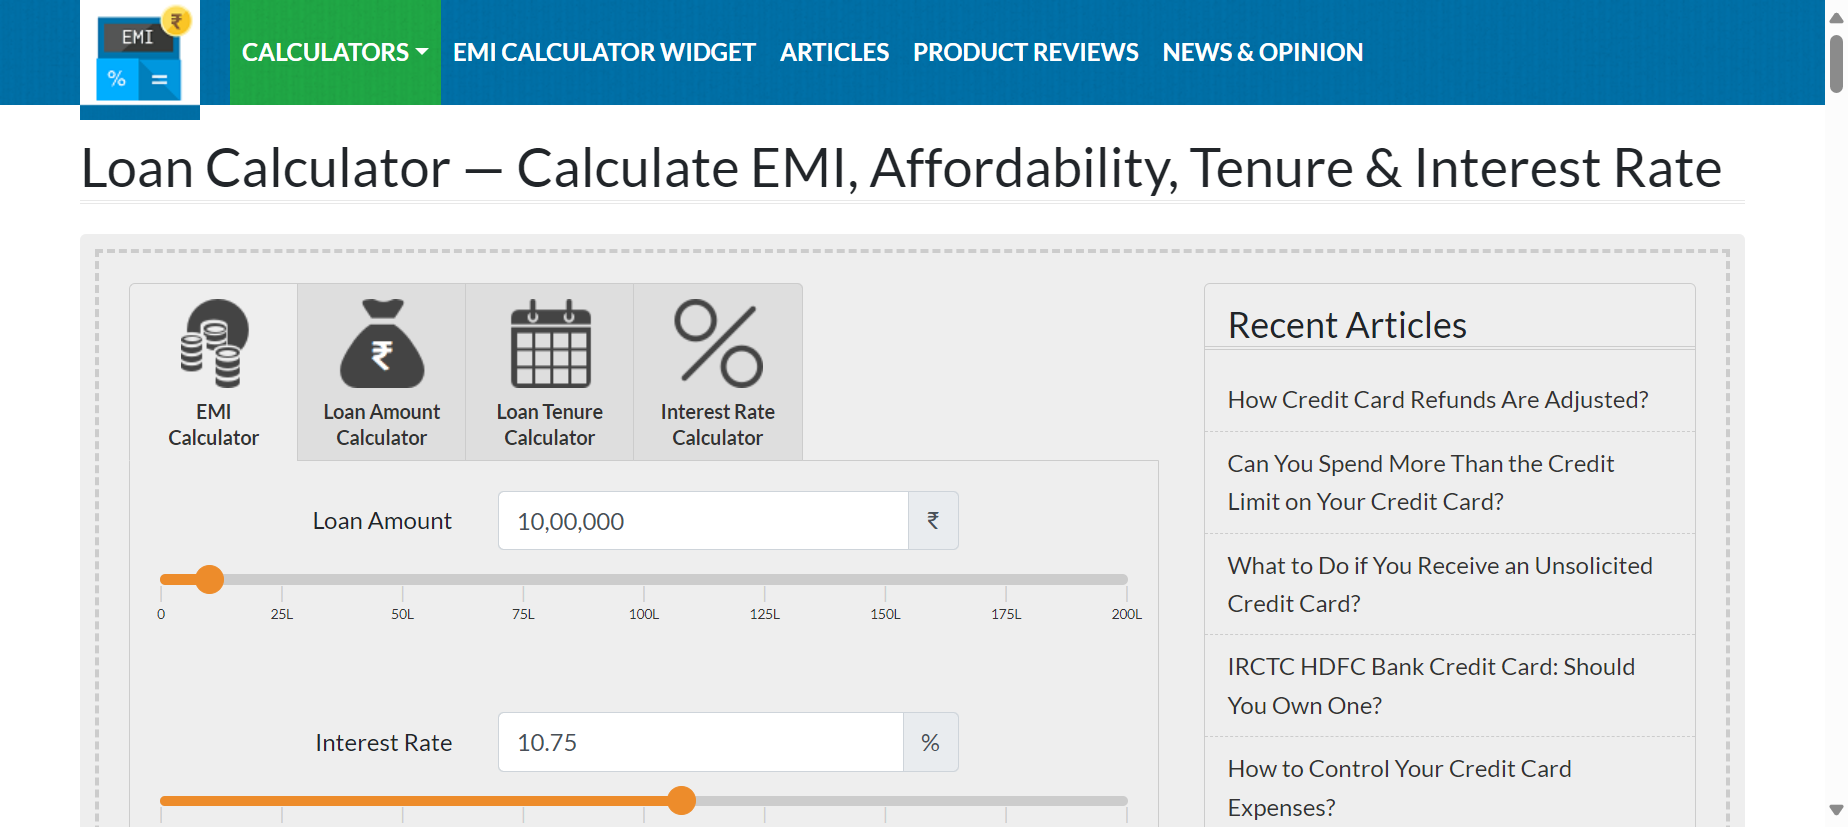 EMI
₹
%
=
CALCULATORS
EMI CALCULATOR WIDGET
ARTICLES
PRODUCT REVIEWS
NEWS & OPINION
Loan Calculator — Calculate EMI, Affordability, Tenure & Interest Rate
EMI
Calculator
₹
Loan Amount
Calculator
Loan Tenure
Calculator
Interest Rate
Calculator
Loan Amount
10,00,000
₹
0
25L
50L
75L
100L
125L
150L
175L
200L
Interest Rate
10.75
%
Recent Articles
How Credit Card Refunds Are Adjusted?
Can You Spend More Than the Credit
Limit on Your Credit Card?
What to Do if You Receive an Unsolicited
Credit Card?
IRCTC HDFC Bank Credit Card: Should
You Own One?
How to Control Your Credit Card
Expenses?